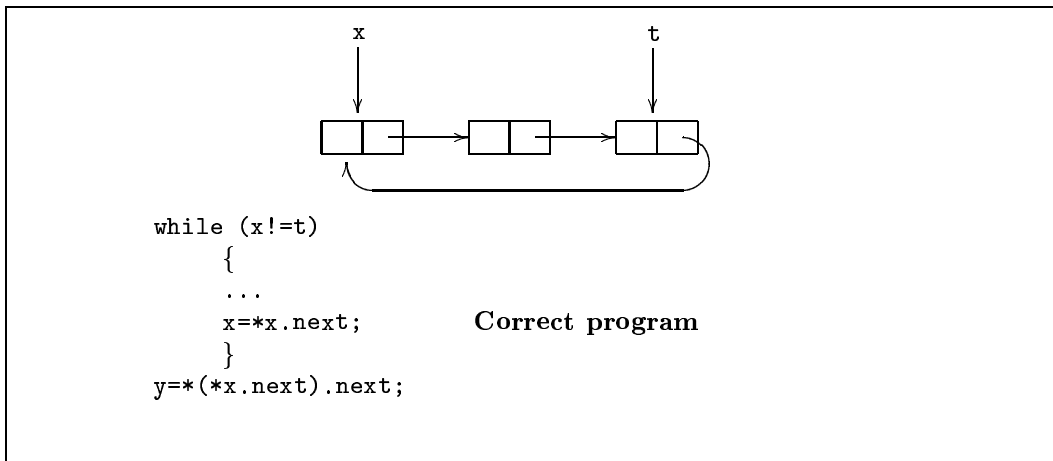 x t
while (x!=t)
{
...
x=*x.next; Correct program
}
y=*(*x.next).next;